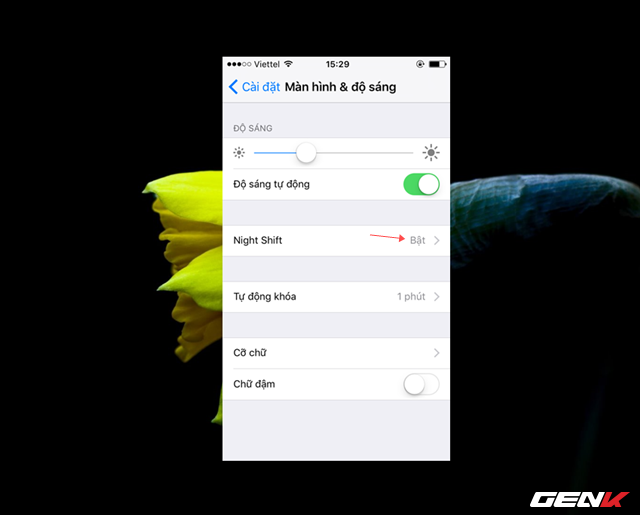 Viettel 15:29
Cài đặt Màn hình & độ sáng
ĐỘ SÁNG
Độ sáng tự động
Night Shift Bật
Tự động khóa 1 phút
Cỡ chữ
Chữ đậm
GENK